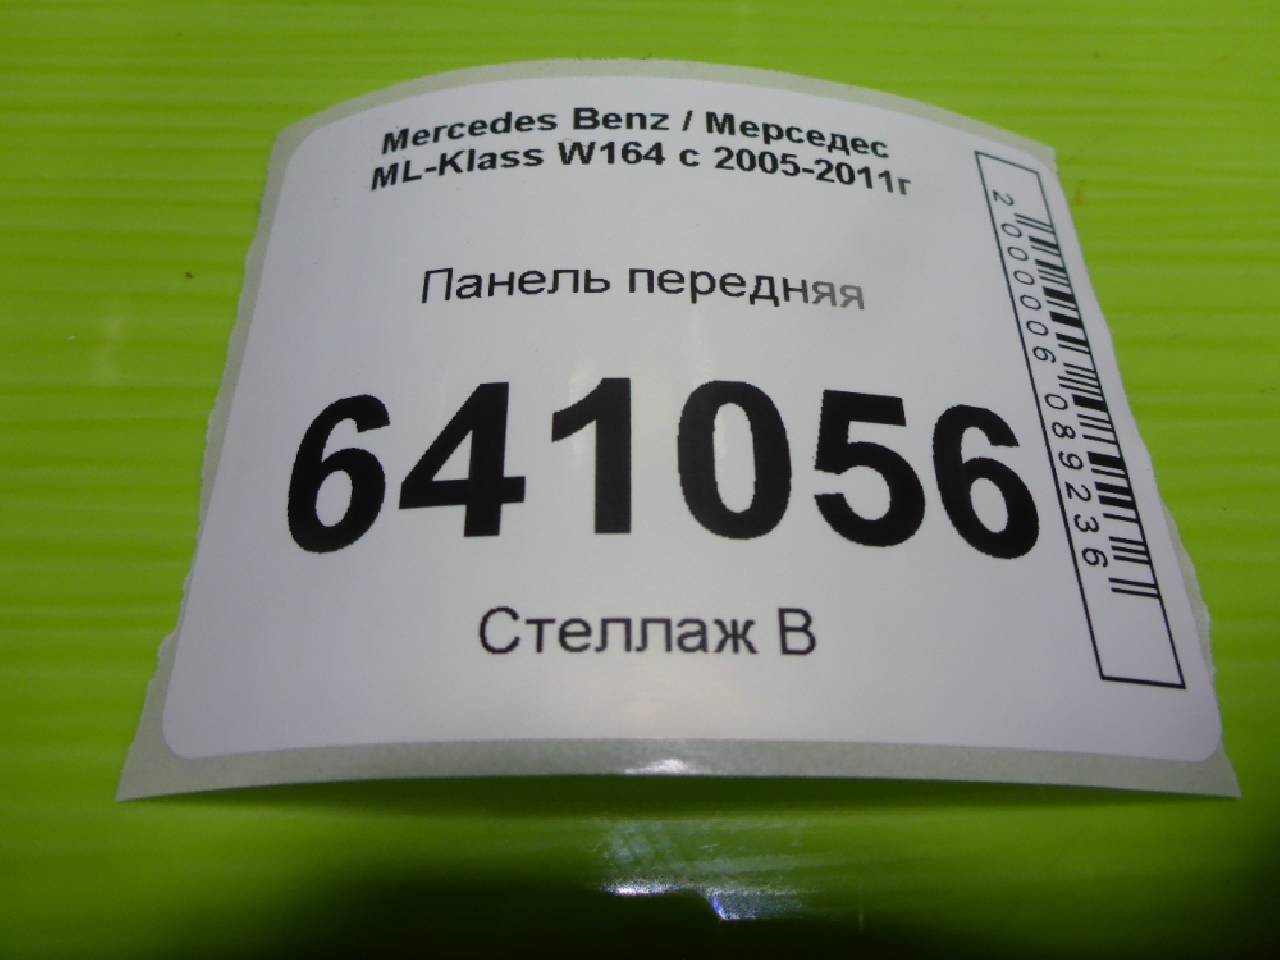 Mercedes Benz / Мерседес
ML-Klass W164 с 2005-2011г
Панель передняя
641056
Стеллаж В
2000006089236